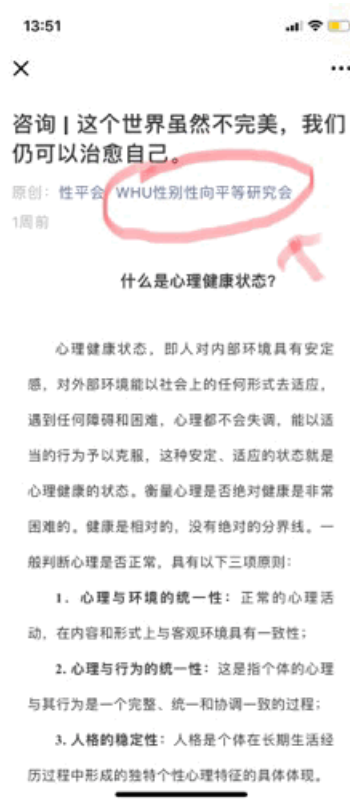 13:51
咨询 | 这个世界虽然不完美，我们
仍可以治愈自己。
原创： 性平会 WHU性别性向平等研究会
1周前
什么是心理健康状态？
心理健康状态，即人对内部环境具有安定
感，对外部环境能以社会上的任何形式去适应，
遇到任何障碍和困难，心理都不会失调，能以适
当的行为予以克服，这种安定、适应的状态就是
心理健康的状态。衡量心理是否绝对健康是非常
困难的。健康是相对的，没有绝对的分界线。一
般判断心理是否正常，具有以下三项原则：
1．心理与环境的统一性：正常的心理活
动，在内容和形式上与客观环境具有一致性；
2. 心理与行为的统一性：这是指个体的心理
与其行为是一个完整、统一和协调一致的过程；
3. 人格的稳定性：人格是个体在长期生活经
历过程中形成的独特个性心理特征的具体体现。